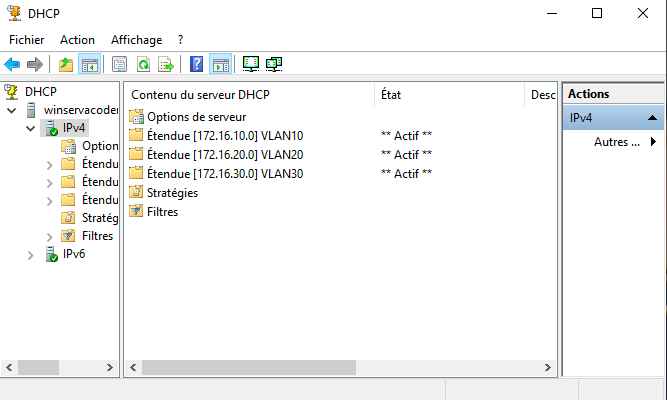 DHCP
Fichier Action Affichage ?
DHCP
winservacoder
IPv4
Option
Étendu
Étendu
Étendu
Stratég
Filtres
IPv6
Contenu du serveur DHCP État Desc
Options de serveur
Étendue [172.16.10.0] VLAN10 ** Actif **
Étendue [172.16.20.0] VLAN20 ** Actif **
Étendue [172.16.30.0] VLAN30 ** Actif **
Stratégies
Filtres
Actions
IPv4
Autres ...